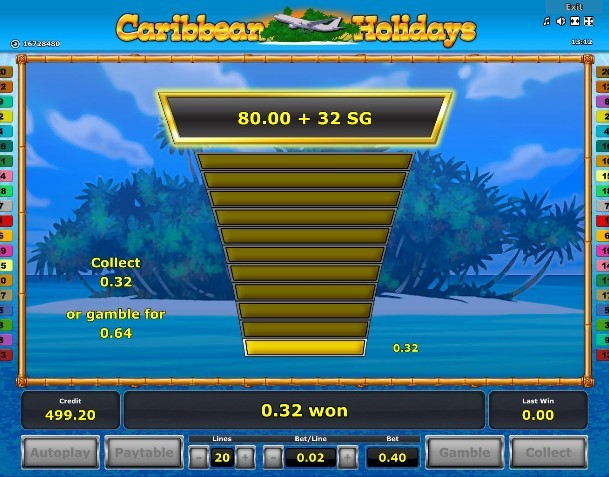 Exit
Caribbean Holidays
16728480
13:12
80.00 + 32 SG
Collect
0.32
or gamble for
0.64
0.32
Credit
499.20
0.32 won
Last Win
0.00
Autoplay
Paytable
Lines
- 20 +
Bet/Line
- 0.02 +
Bet
0.40
Gamble
Collect